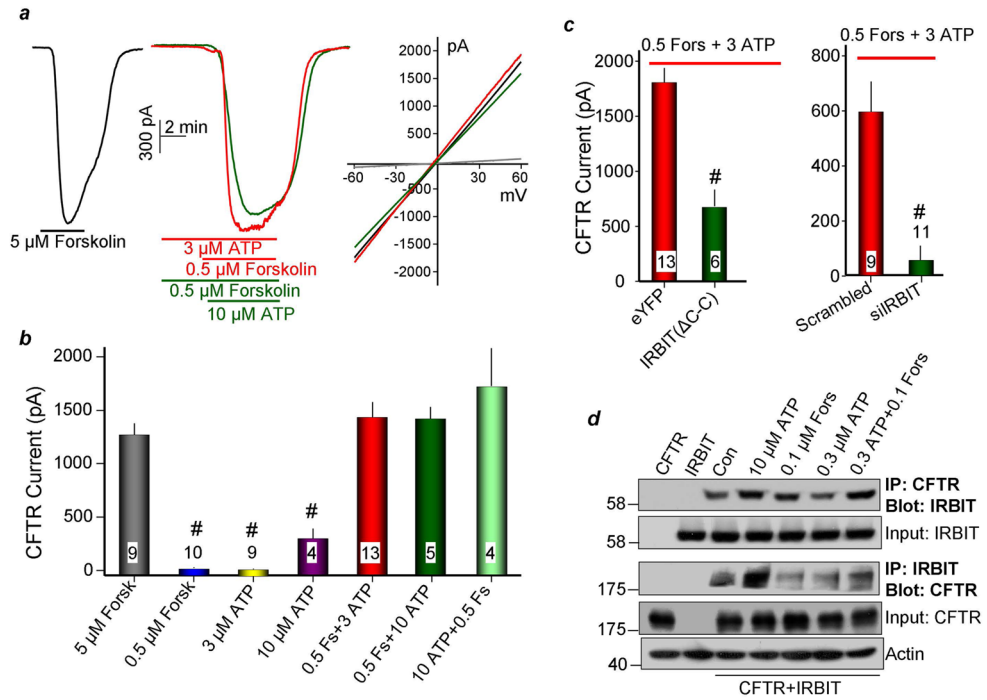 a
300 pA
2 min
5 µM Forskolin
3 µM ATP
0.5 µM Forskolin
0.5 µM Forskolin
10 µM ATP
pA
2000
1500
1000
500
-60 -30 30 60
mV
-500
-1000
-1500
-2000
b
CFTR Current (pA)
2000
1500
1000
500
0
# # #
9 10 9 4 13 5 4
5 µM Forsk
0.5 µM Forsk
3 µM ATP
10 µM ATP
0.5 Fs+3 ATP
0.5 Fs+10 ATP
10 ATP+0.5 Fs
c
0.5 Fors + 3 ATP
CFTR Current (pA)
2000
1500
1000
500
0
#
13 6
eYFP
IRBIT(ΔC-C)
0.5 Fors + 3 ATP
800
600
400
200
0
#
11
9
Scrambled
siIRBIT
d
CFTR
IRBIT
Con
10 µM ATP
0.1 µM Fors
0.3 µM ATP
0.3 ATP+0.1 Fors
58
IP: CFTR
Blot: IRBIT
58
Input: IRBIT
175
IP: IRBIT
Blot: CFTR
175
Input: CFTR
40
Actin
CFTR+IRBIT